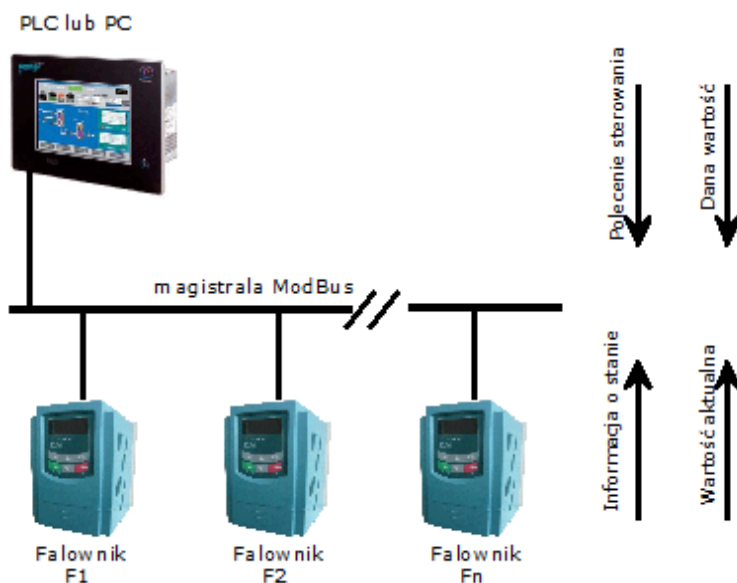 PLC lub PC
Polecenie sterowania
Dana wartość
magistrala ModBus
Informacja o stanie
Wartość aktualna
Falownik
F1
Falownik
F2
Falownik
Fn